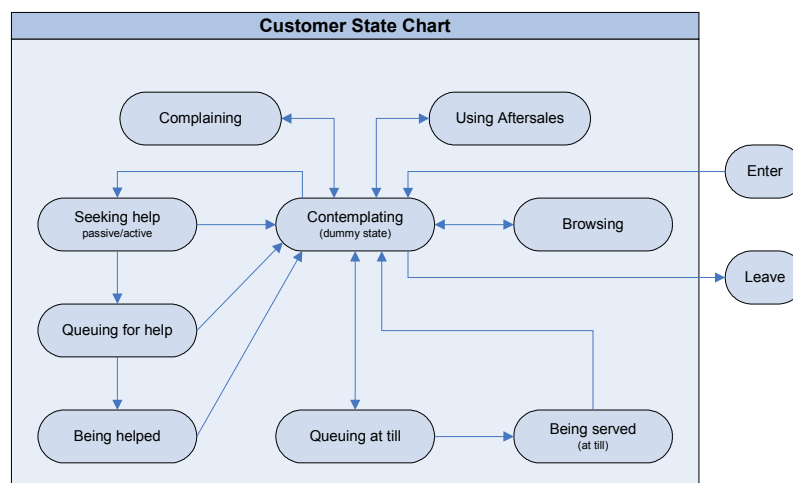 Customer State Chart
Complaining
Using Aftersales
Enter
Seeking help
passive/active
Contemplating
(dummy state)
Browsing
Leave
Queuing for help
Being helped
Queuing at till
Being served
(at till)